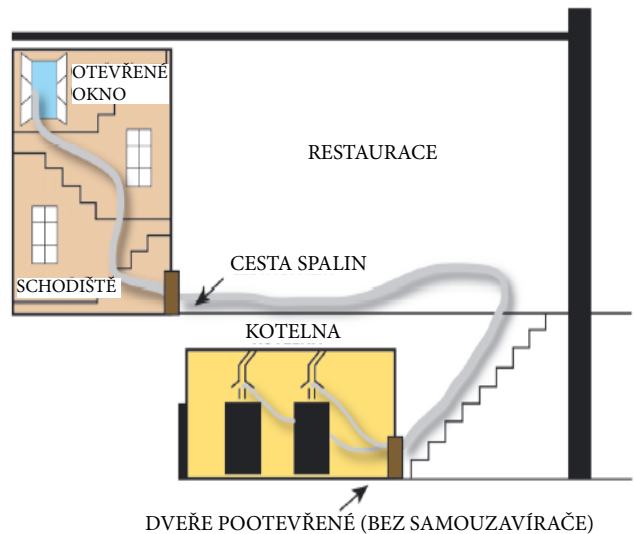 OTEVŘENÉ
OKNO
RESTAURACE
CESTA SPALIN
SCHODIŠTĚ
KOTELNA
DVEŘE POOTEVŘENÉ (BEZ SAMOUZAVÍRAČE)